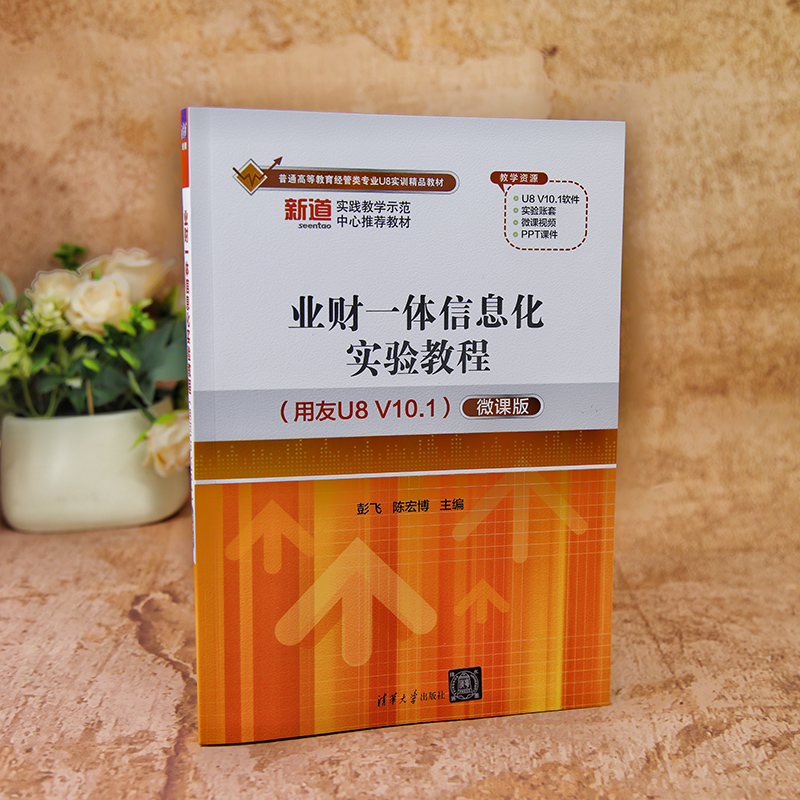 普通高等教育经管类专业U8实训精品教材
新道
seentao
实践教学示范
中心推荐教材
教学资源
U8 V10.1软件
实验账套
微课视频
PPT课件
业财一体信息化
实验教程
（用友U8 V10.1）
微课版
彭飞 陈宏博 主编
清华大学出版社